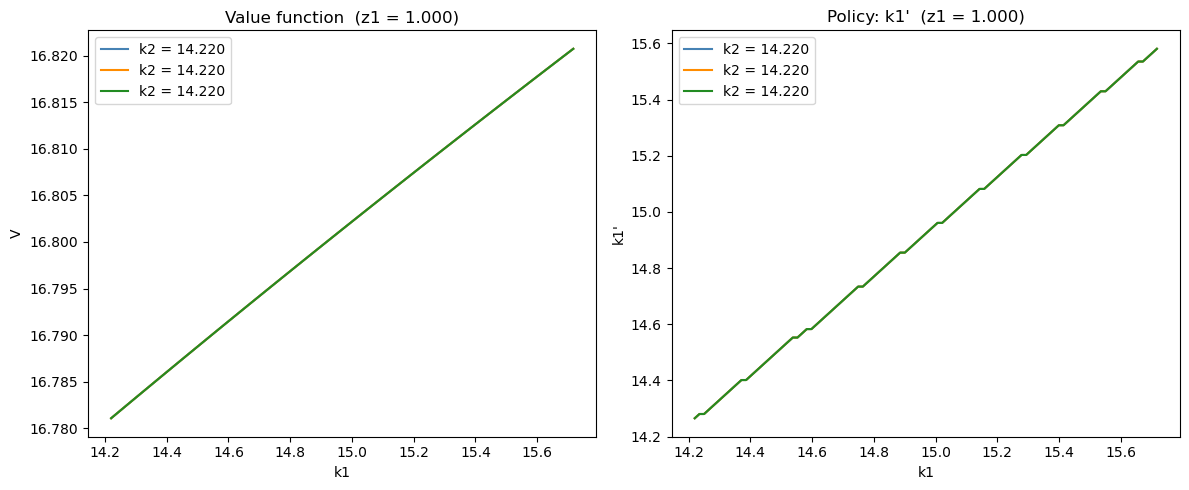 Value function  (z1 = 1.000)
k2 = 14.220
k2 = 14.220
k2 = 14.220
16.820
16.815
16.810
16.805
16.800
16.795
16.790
16.785
16.780
V
14.2 14.4 14.6 14.8 15.0 15.2 15.4 15.6
k1
Policy: k1'  (z1 = 1.000)
k2 = 14.220
k2 = 14.220
k2 = 14.220
15.6
15.4
15.2
15.0
14.8
14.6
14.4
14.2
k1'
14.2 14.4 14.6 14.8 15.0 15.2 15.4 15.6
k1